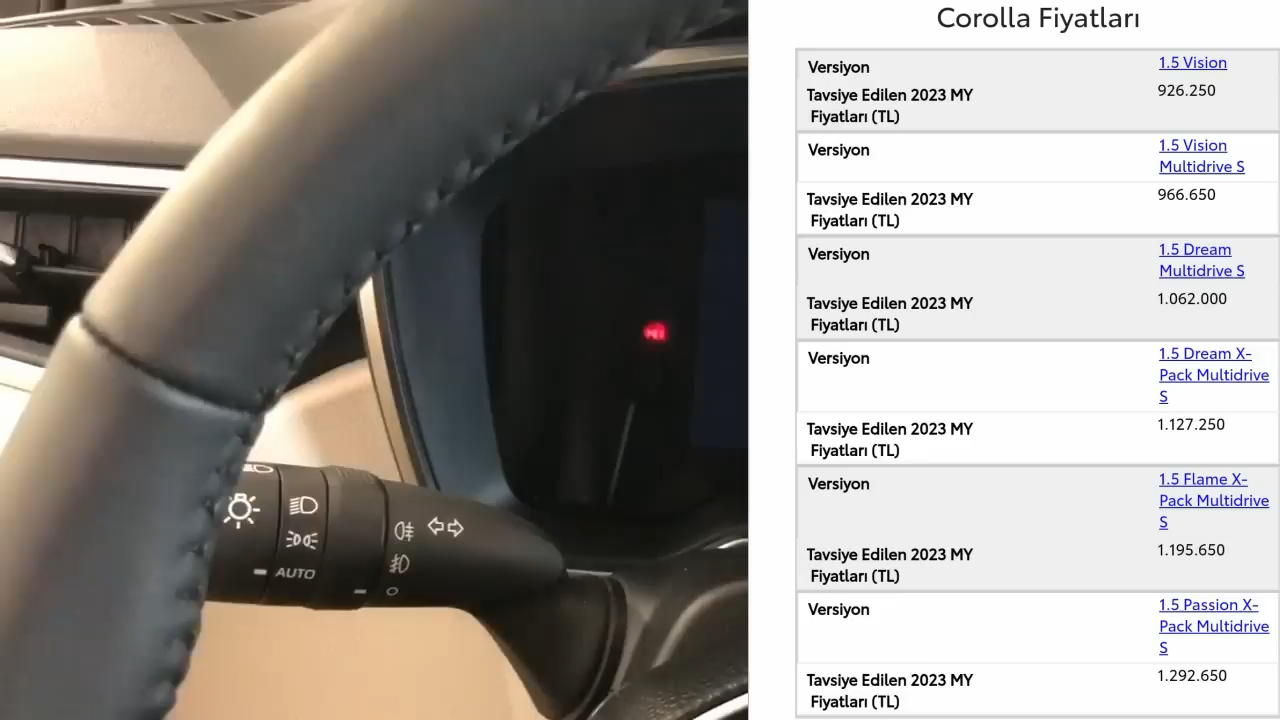 AUTO
Corolla Fiyatları
Versiyon
1.5 Vision
Tavsiye Edilen 2023 MY
Fiyatları (TL)
926.250
Versiyon
1.5 Vision
Multidrive S
Tavsiye Edilen 2023 MY
Fiyatları (TL)
966.650
Versiyon
1.5 Dream
Multidrive S
Tavsiye Edilen 2023 MY
Fiyatları (TL)
1.062.000
Versiyon
1.5 Dream X-
Pack Multidrive
S
Tavsiye Edilen 2023 MY
Fiyatları (TL)
1.127.250
Versiyon
1.5 Flame X-
Pack Multidrive
S
Tavsiye Edilen 2023 MY
Fiyatları (TL)
1.195.650
Versiyon
1.5 Passion X-
Pack Multidrive
S
Tavsiye Edilen 2023 MY
Fiyatları (TL)
1.292.650